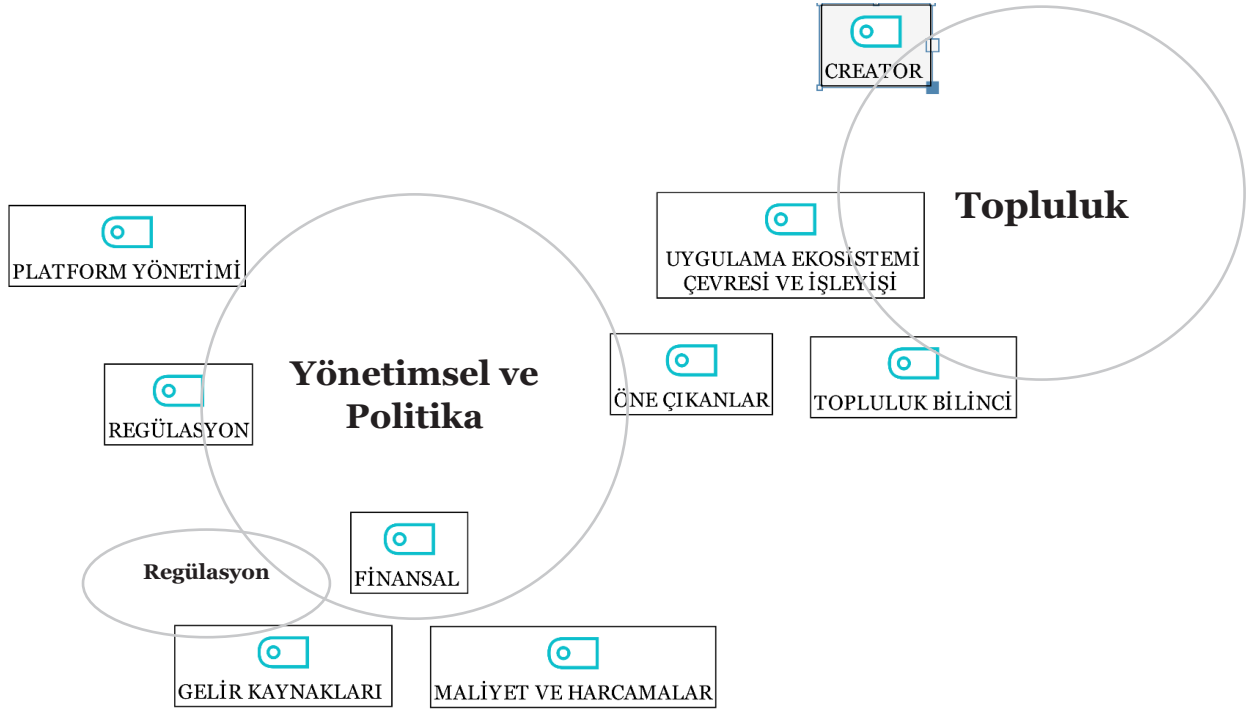 CREATOR
Topluluk
PLATFORM YÖNETİMİ
UYGULAMA EKOSİSTEMİ
ÇEVRESİ VE İŞLEYİŞİ
Yönetimsel ve
Politika
REGÜLASYON
ÖNE ÇIKANLAR
TOPLULUK BİLİNCİ
Regülasyon
FİNANSAL
GELİR KAYNAKLARI
MALİYET VE HARCAMALAR